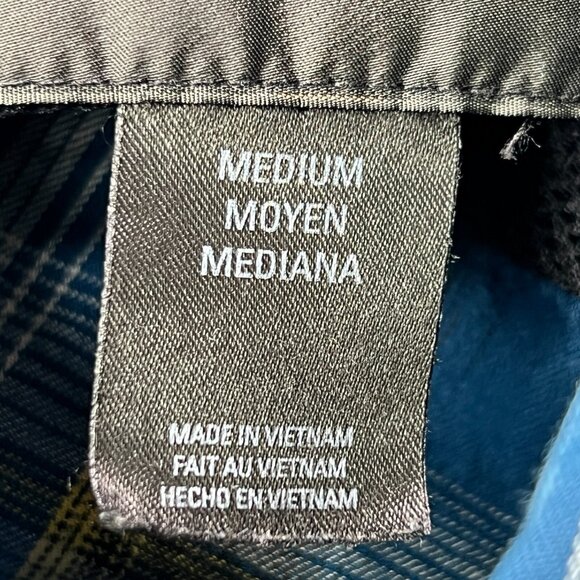 MEDIUM
MOYEN
MEDIANA
MADE IN VIETNAM
FAIT AU VIETNAM
HECHO EN VIETNAM